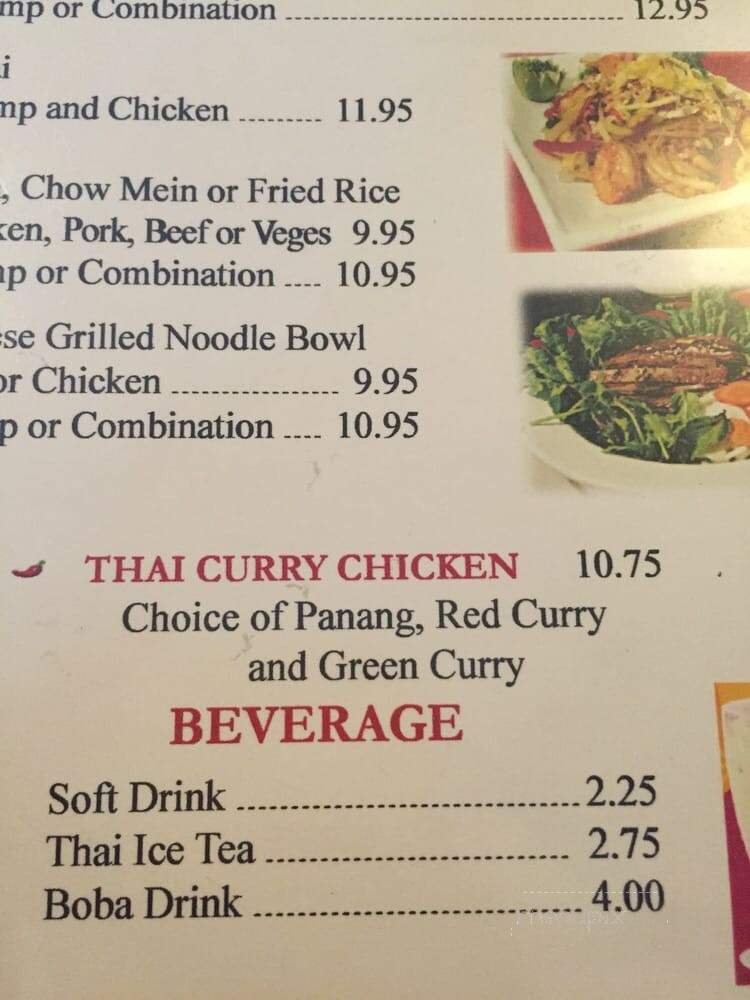 mp or Combination ........ 12.95
i
mp and Chicken ........ 11.95
, Chow Mein or Fried Rice
ken, Pork, Beef or Veges 9.95
p or Combination .... 10.95
ese Grilled Noodle Bowl
or Chicken ........ 9.95
p or Combination .... 10.95
THAI CURRY CHICKEN 10.75
Choice of Panang, Red Curry
and Green Curry
BEVERAGE
Soft Drink ........ 2.25
Thai Ice Tea ........ 2.75
Boba Drink ........ 4.00